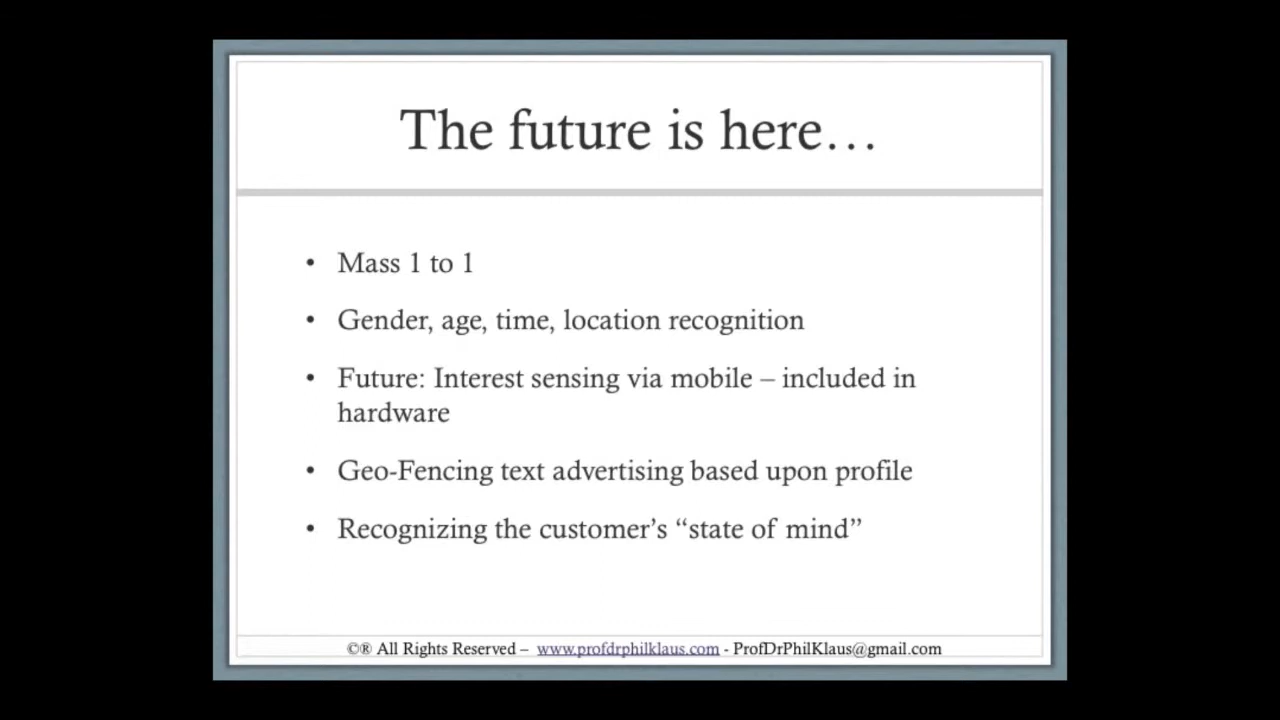 The future is here…
• Mass 1 to 1
• Gender, age, time, location recognition
• Future: Interest sensing via mobile – included in
hardware
• Geo-Fencing text advertising based upon profile
• Recognizing the customer’s “state of mind”
©® All Rights Reserved – www.profdrphilklaus.com - ProfDrPhilKlaus@gmail.com